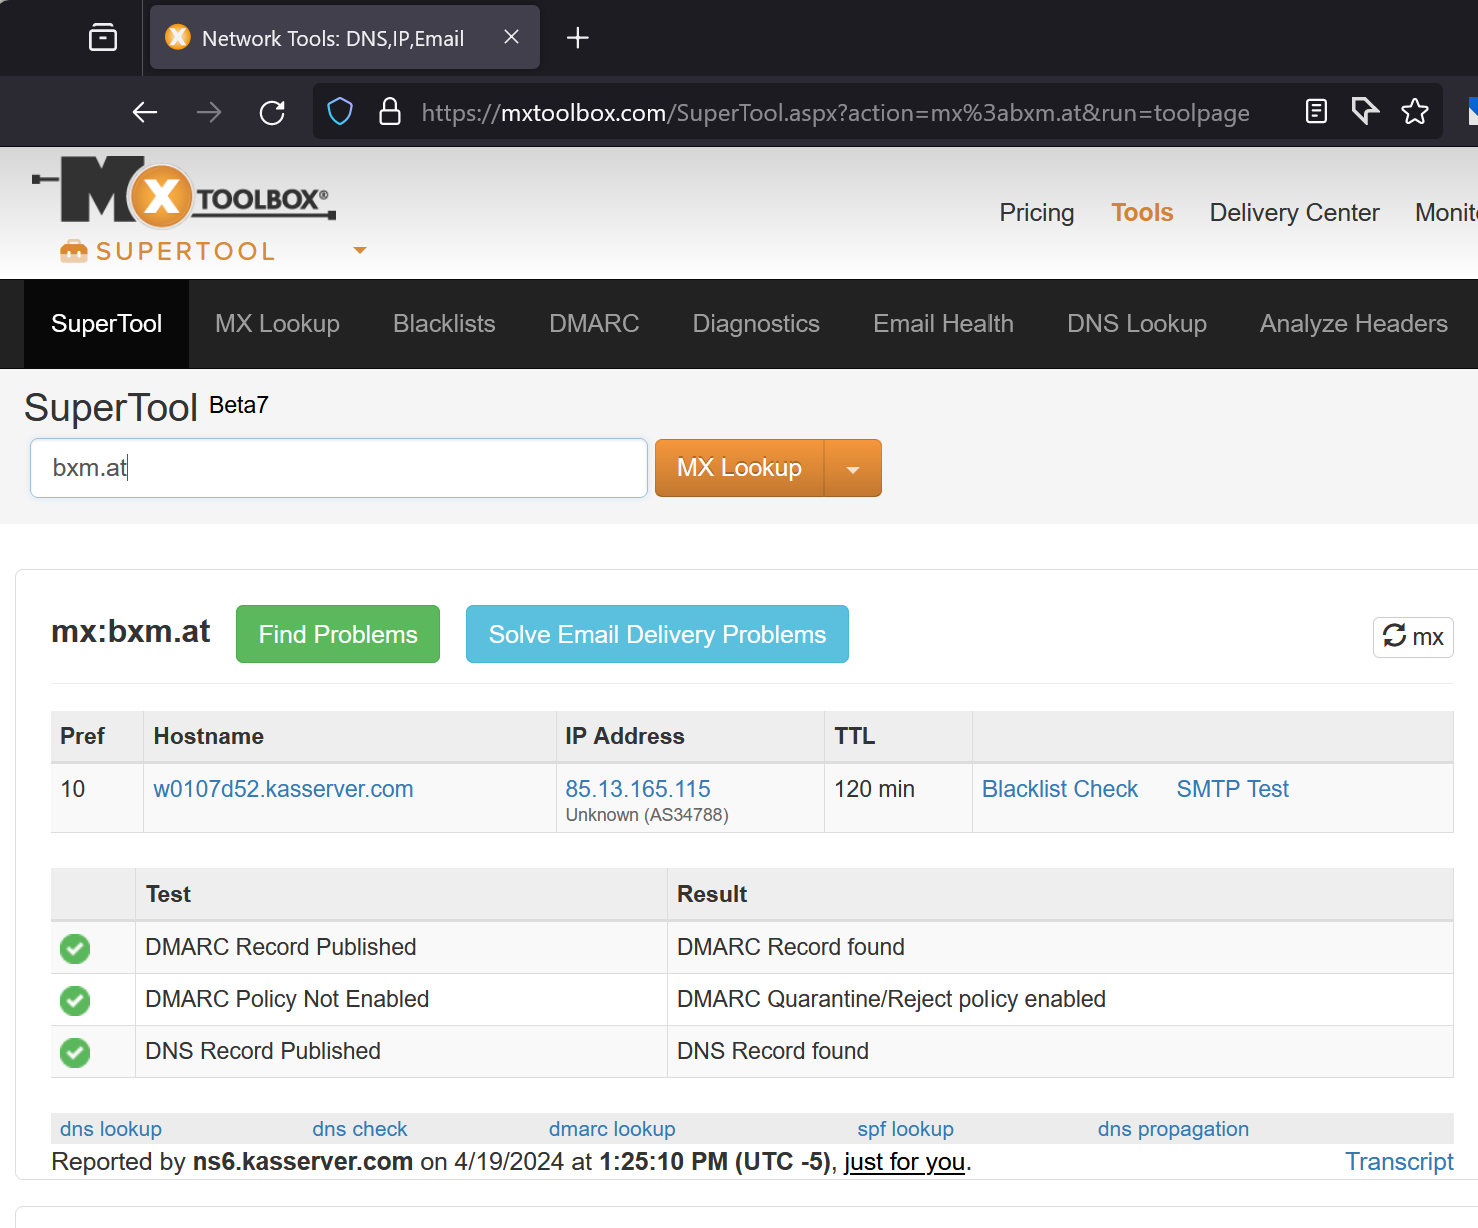 Network Tools: DNS,IP,Email
https://mxtoolbox.com/SuperTool.aspx?action=mx%3abxm.at&run=toolpage
MX TOOLBOX®
SUPERTOOL
Pricing Tools Delivery Center Monit
SuperTool MX Lookup Blacklists DMARC Diagnostics Email Health DNS Lookup Analyze Headers
SuperTool Beta7
bxm.at MX Lookup
mx:bxm.at Find Problems Solve Email Delivery Problems mx
Pref Hostname IP Address TTL
10 w0107d52.kasserver.com 85.13.165.115 120 min Blacklist Check SMTP Test
Unknown (AS34788)
Test Result
DMARC Record Published DMARC Record found
DMARC Policy Not Enabled DMARC Quarantine/Reject policy enabled
DNS Record Published DNS Record found
dns lookup dns check dmarc lookup spf lookup dns propagation
Reported by ns6.kasserver.com on 4/19/2024 at 1:25:10 PM (UTC -5), just for you. Transcript